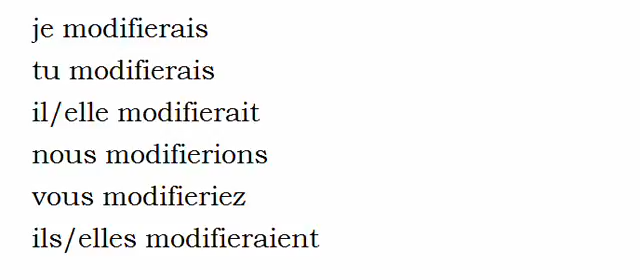 je modifierais
tu modifierais
il/elle modifierait
nous modifierions
vous modifieriez
ils/elles modifieraient